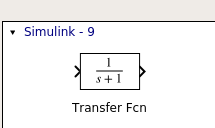 Simulink - 9
1
s + 1
Transfer Fcn